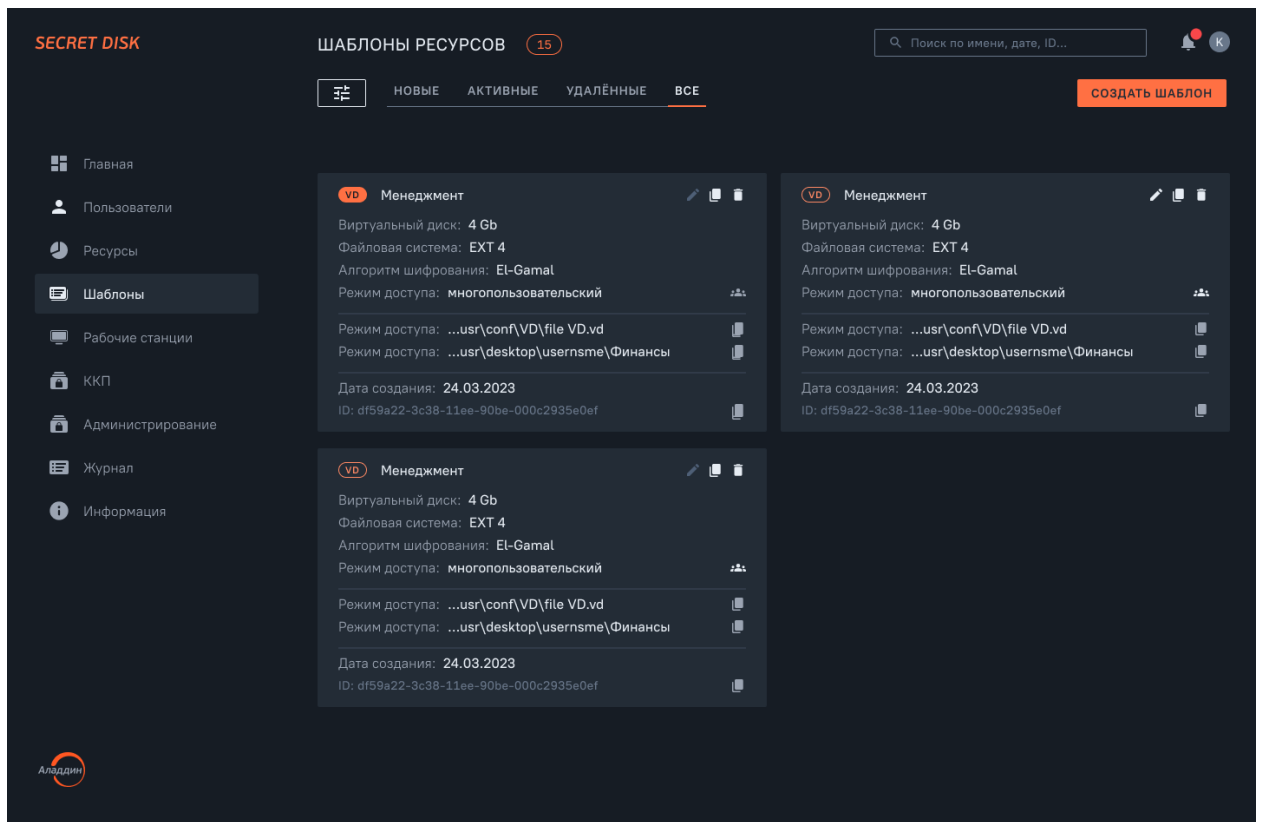 SECRET DISK
ШАБЛОНЫ РЕСУРСОВ 15
Поиск по имени, дате, ID...
K
НОВЫЕ АКТИВНЫЕ УДАЛЁННЫЕ ВСЕ
СОЗДАТЬ ШАБЛОН
Главная
Пользователи
Ресурсы
Шаблоны
Рабочие станции
ККП
Администрирование
Журнал
Информация
VD Менеджмент
Виртуальный диск: 4 Gb
Файловая система: EXT 4
Алгоритм шифрования: El-Gamal
Режим доступа: многопользовательский
Режим доступа: ...usr\conf\VD\file VD.vd
Режим доступа: ...usr\desktop\usernsme\Финансы
Дата создания: 24.03.2023
ID: df59a22-3c38-11ee-90be-000c2935e0ef
VD Менеджмент
Виртуальный диск: 4 Gb
Файловая система: EXT 4
Алгоритм шифрования: El-Gamal
Режим доступа: многопользовательский
Режим доступа: ...usr\conf\VD\file VD.vd
Режим доступа: ...usr\desktop\usernsme\Финансы
Дата создания: 24.03.2023
ID: df59a22-3c38-11ee-90be-000c2935e0ef
VD Менеджмент
Виртуальный диск: 4 Gb
Файловая система: EXT 4
Алгоритм шифрования: El-Gamal
Режим доступа: многопользовательский
Режим доступа: ...usr\conf\VD\file VD.vd
Режим доступа: ...usr\desktop\usernsme\Финансы
Дата создания: 24.03.2023
ID: df59a22-3c38-11ee-90be-000c2935e0ef
Аладдин